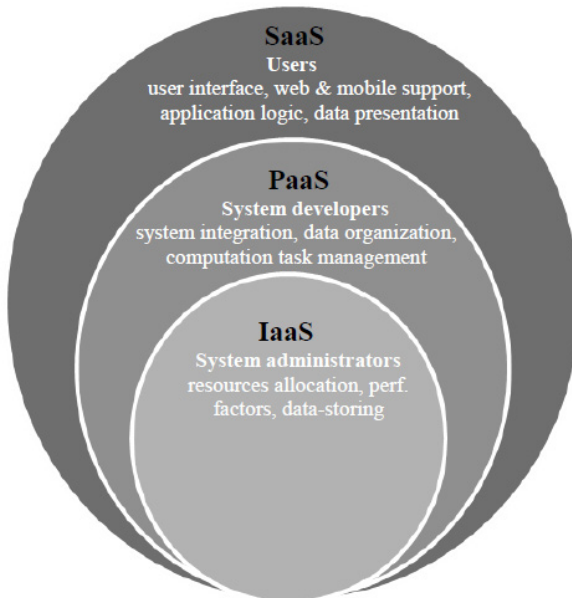 SaaS
Users
user interface, web & mobile support,
application logic, data presentation
PaaS
System developers
system integration, data organization,
computation task management
IaaS
System administrators
resources allocation, perf.
factors, data-storing